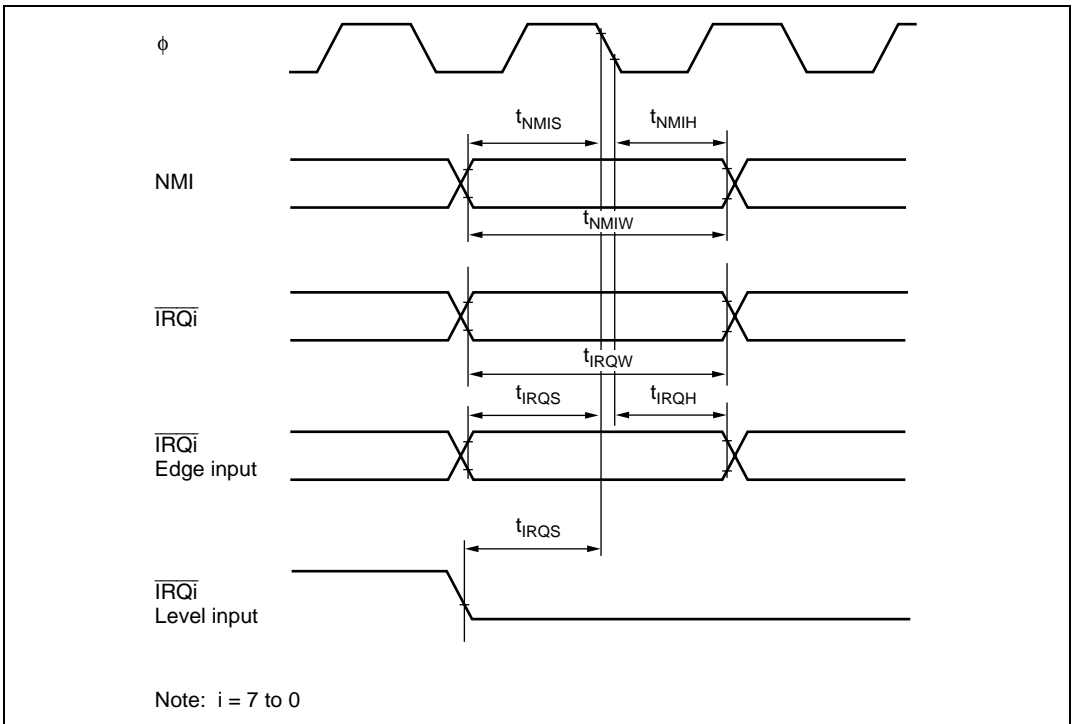 ϕ
tNMIS tNMIH
NMI
tNMIW
IRQi
tIRQW
tIRQS tIRQH
IRQi
Edge input
tIRQS
IRQi
Level input
Note: i = 7 to 0